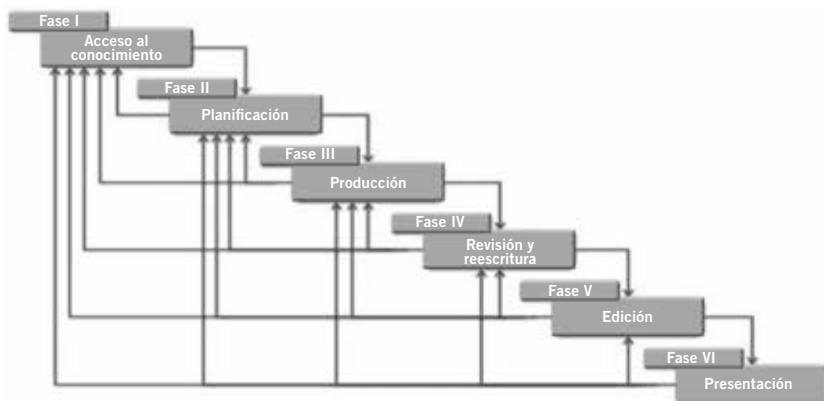 Fase I
Acceso al
conocimiento
Fase II
Planificación
Fase III
Producción
Fase IV
Revisión y
reescritura
Fase V
Edición
Fase VI
Presentación